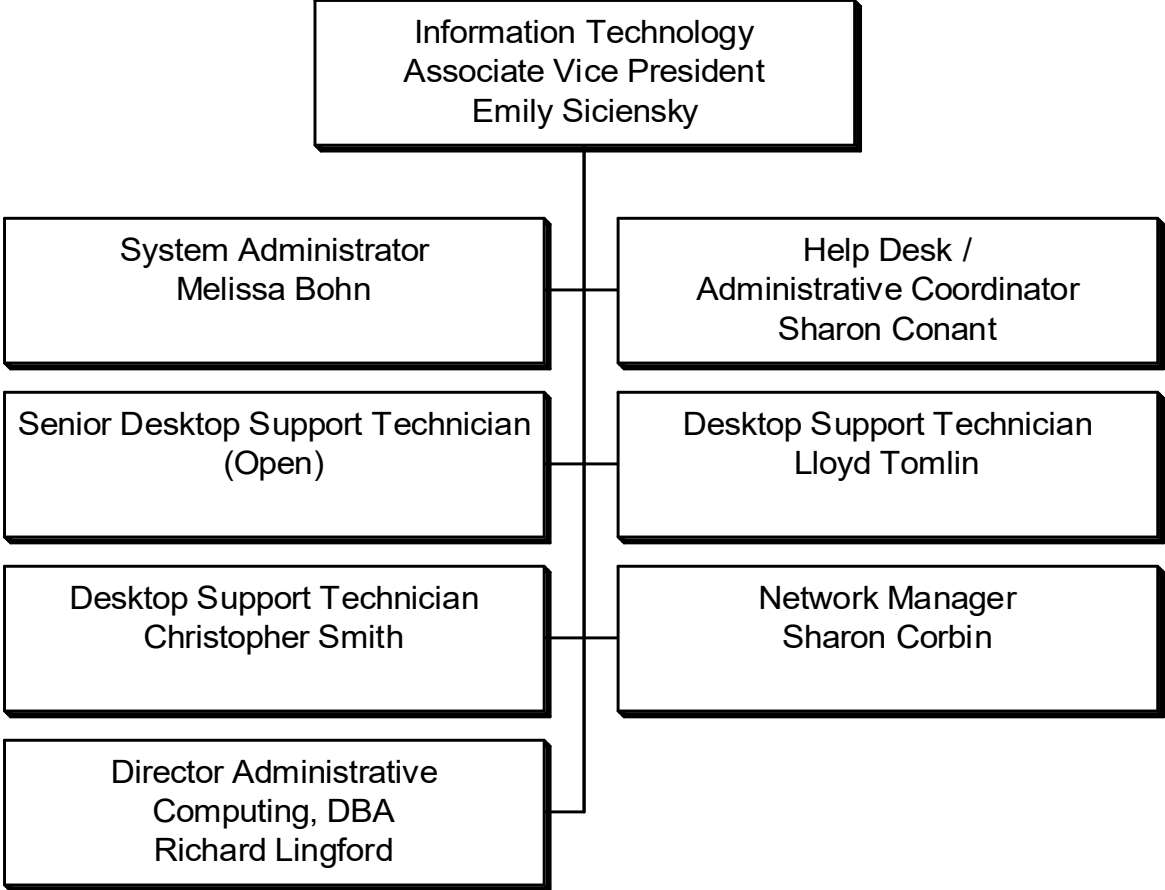 Information Technology
Associate Vice President
Emily Siciensky
System Administrator
Melissa Bohn
Help Desk /
Administrative Coordinator
Sharon Conant
Senior Desktop Support Technician
(Open)
Desktop Support Technician
Lloyd Tomlin
Desktop Support Technician
Christopher Smith
Network Manager
Sharon Corbin
Director Administrative
Computing, DBA
Richard Lingford